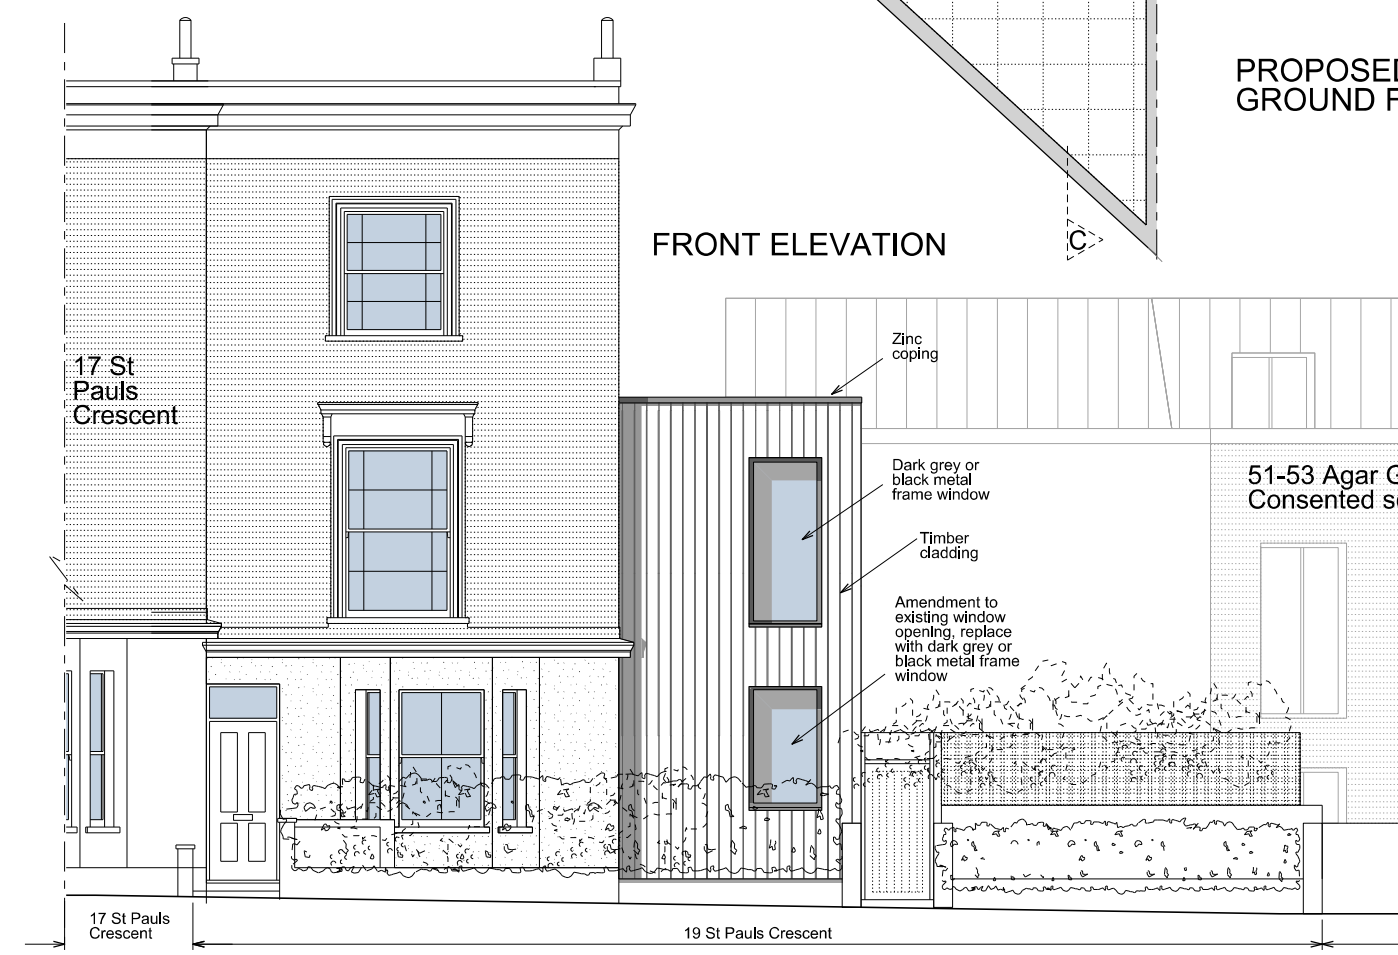 PROPOSED
GROUND F
C
FRONT ELEVATION
17 St
Pauls
Crescent
Zinc
coping
Dark grey or
black metal
frame window
51-53 Agar G
Consented s
Timber
cladding
Amendment to
existing window
opening, replace
with dark grey or
black metal frame
window
17 St Pauls
Crescent
19 St Pauls Crescent